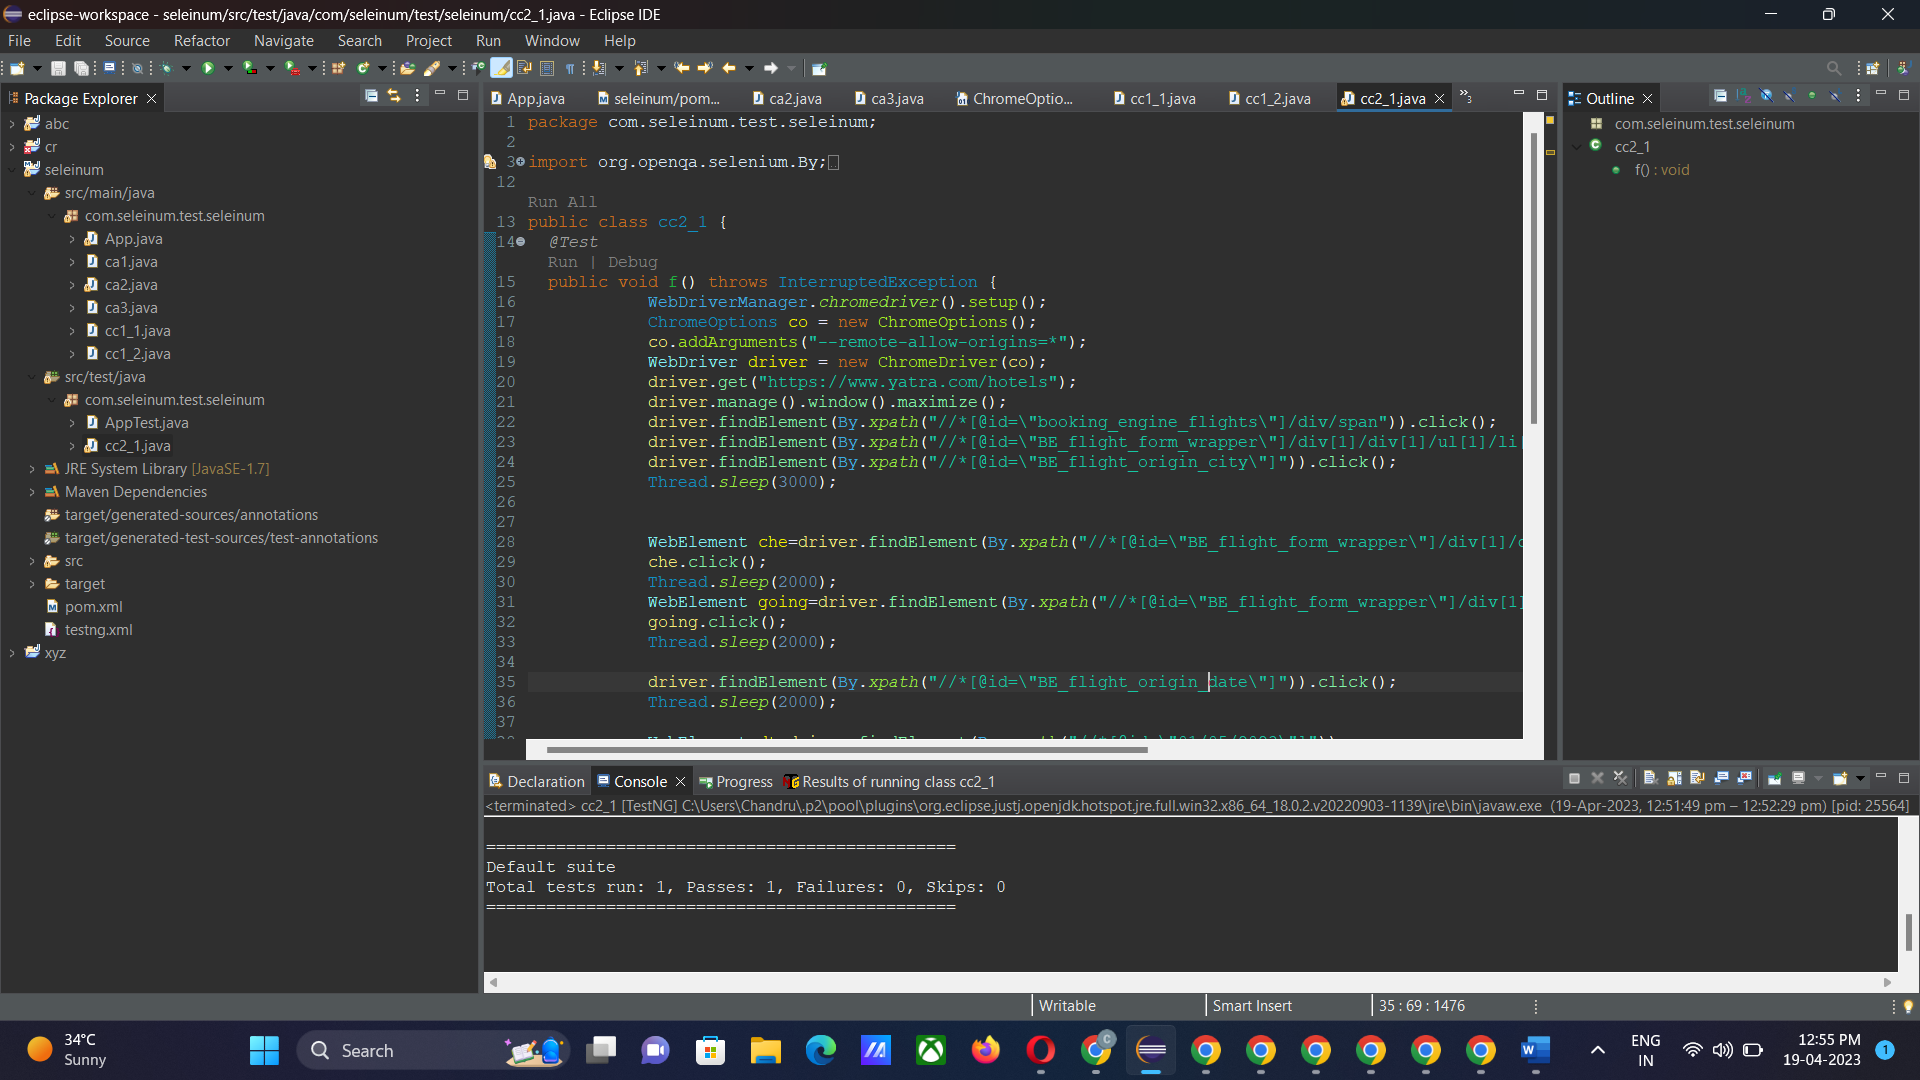 eclipse-workspace - seleinum/src/test/java/com/seleinum/test/seleinum/cc2_1.java - Eclipse IDE
File Edit Source Refactor Navigate Search Project Run Window Help
Package Explorer
abc
cr
seleinum
src/main/java
com.seleinum.test.seleinum
App.java
ca1.java
ca2.java
ca3.java
cc1_1.java
cc1_2.java
src/test/java
com.seleinum.test.seleinum
AppTest.java
cc2_1.java
JRE System Library [JavaSE-1.7]
Maven Dependencies
target/generated-sources/annotations
target/generated-test-sources/test-annotations
src
target
pom.xml
testng.xml
xyz
App.java seleinum/pom... ca2.java ca3.java ChromeOptio... cc1_1.java cc1_2.java cc2_1.java »3
1 package com.seleinum.test.seleinum;
2
3 import org.openqa.selenium.By;
12
Run All
13 public class cc2_1 {
14 @Test
Run | Debug
15 public void f() throws InterruptedException {
16 WebDriverManager.chromedriver().setup();
17 ChromeOptions co = new ChromeOptions();
18 co.addArguments("--remote-allow-origins=*");
19 WebDriver driver = new ChromeDriver(co);
20 driver.get("https://www.yatra.com/hotels");
21 driver.manage().window().maximize();
22 driver.findElement(By.xpath("//*[@id=\"booking_engine_flights\"]/div/span")).click();
23 driver.findElement(By.xpath("//*[@id=\"BE_flight_form_wrapper\"]/div[1]/div[1]/ul[1]/li[
24 driver.findElement(By.xpath("//*[@id=\"BE_flight_origin_city\"]")).click();
25 Thread.sleep(3000);
26
27
28 WebElement che=driver.findElement(By.xpath("//*[@id=\"BE_flight_form_wrapper\"]/div[1]/d
29 che.click();
30 Thread.sleep(2000);
31 WebElement going=driver.findElement(By.xpath("//*[@id=\"BE_flight_form_wrapper\"]/div[1]
32 going.click();
33 Thread.sleep(2000);
34
35 driver.findElement(By.xpath("//*[@id=\"BE_flight_origin_date\"]")).click();
36 Thread.sleep(2000);
37
Outline
com.seleinum.test.seleinum
cc2_1
f() : void
Declaration Console Progress Results of running class cc2_1
<terminated> cc2_1 [TestNG] C:\Users\Chandru\.p2\pool\plugins\org.eclipse.justj.openjdk.hotspot.jre.full.win32.x86_64_18.0.2.v20220903-1139\jre\bin\javaw.exe (19-Apr-2023, 12:51:49 pm – 12:52:29 pm) [pid: 25564]
===============================================
Default suite
Total tests run: 1, Passes: 1, Failures: 0, Skips: 0
===============================================
Writable Smart Insert 35 : 69 : 1476
34°C
Sunny
Search
ENG
IN
12:55 PM
19-04-2023
1